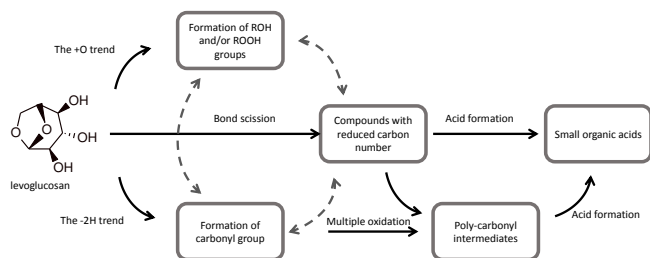 Formation of ROH
and/or ROOH
groups
The +O trend
OH
O
O
OH
OH
levoglucosan
Bond scission
Compounds with
reduced carbon
number
Acid formation
Small organic acids
The -2H trend
Formation of
carbonyl group
Multiple oxidation
Poly-carbonyl
intermediates
Acid formation